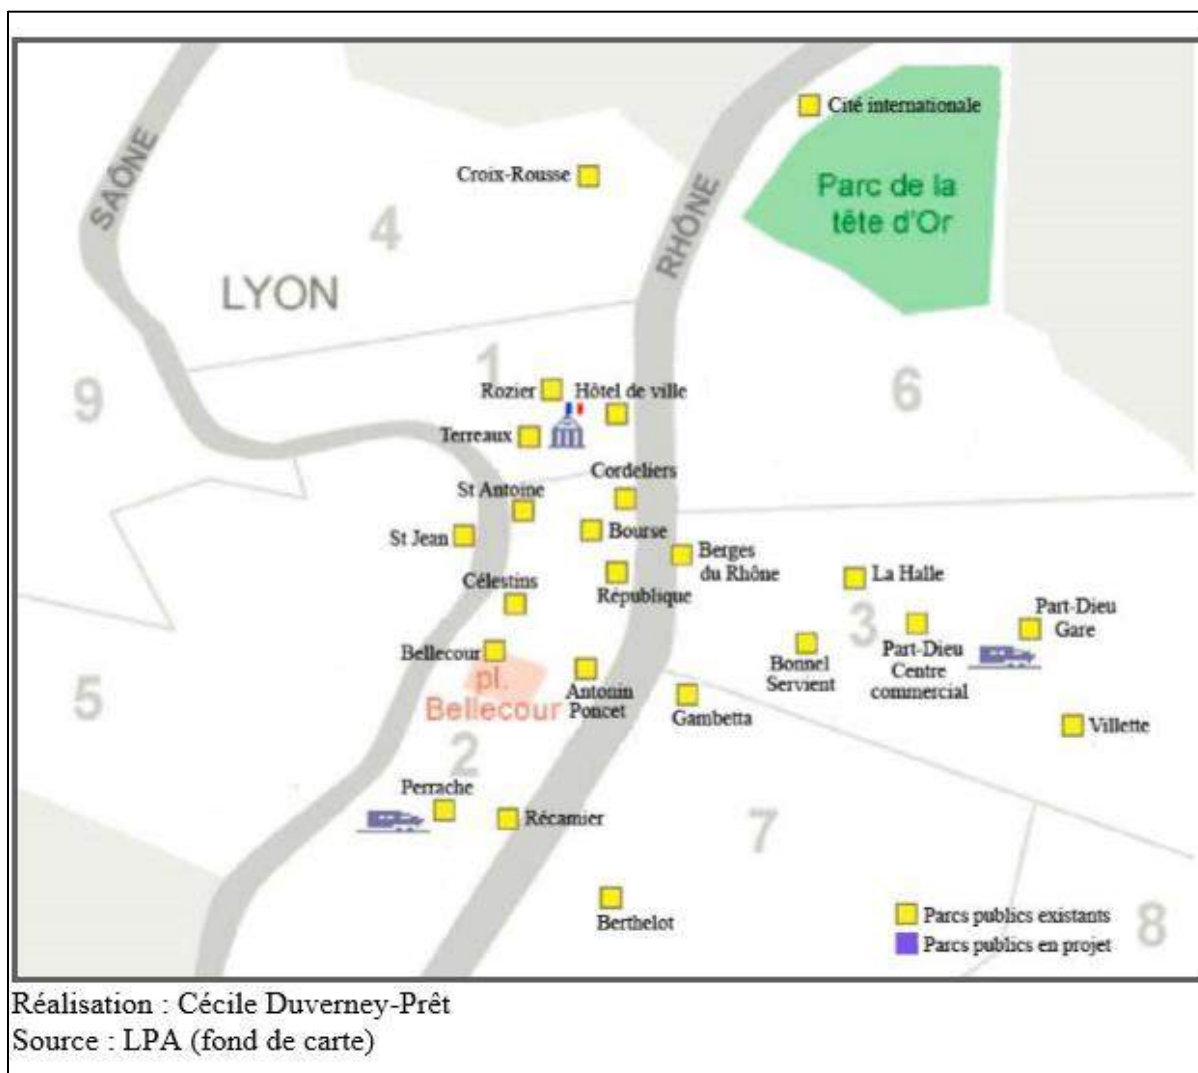 Cité internationale
SAÔNE
Croix-Rousse
Parc de la
tête d'Or
RHÔNE
4
LYON
1
9
6
Rozier
Hôtel de ville
Terreaux
Cordeliers
St Antoine
St Jean
Bourse
Berges
du Rhône
La Halle
Célestins
République
3
Part-Dieu
Gare
Bellecour
Part-Dieu
Centre
commercial
Bonnel
Servient
5
pl.
Bellecour
Antonin
Poncet
Gambetta
Villette
2
Perrache
Récamier
7
Berthelot
8
Parcs publics existants
Parcs publics en projet
Réalisation : Cécile Duverney-Prêt
Source : LPA (fond de carte)